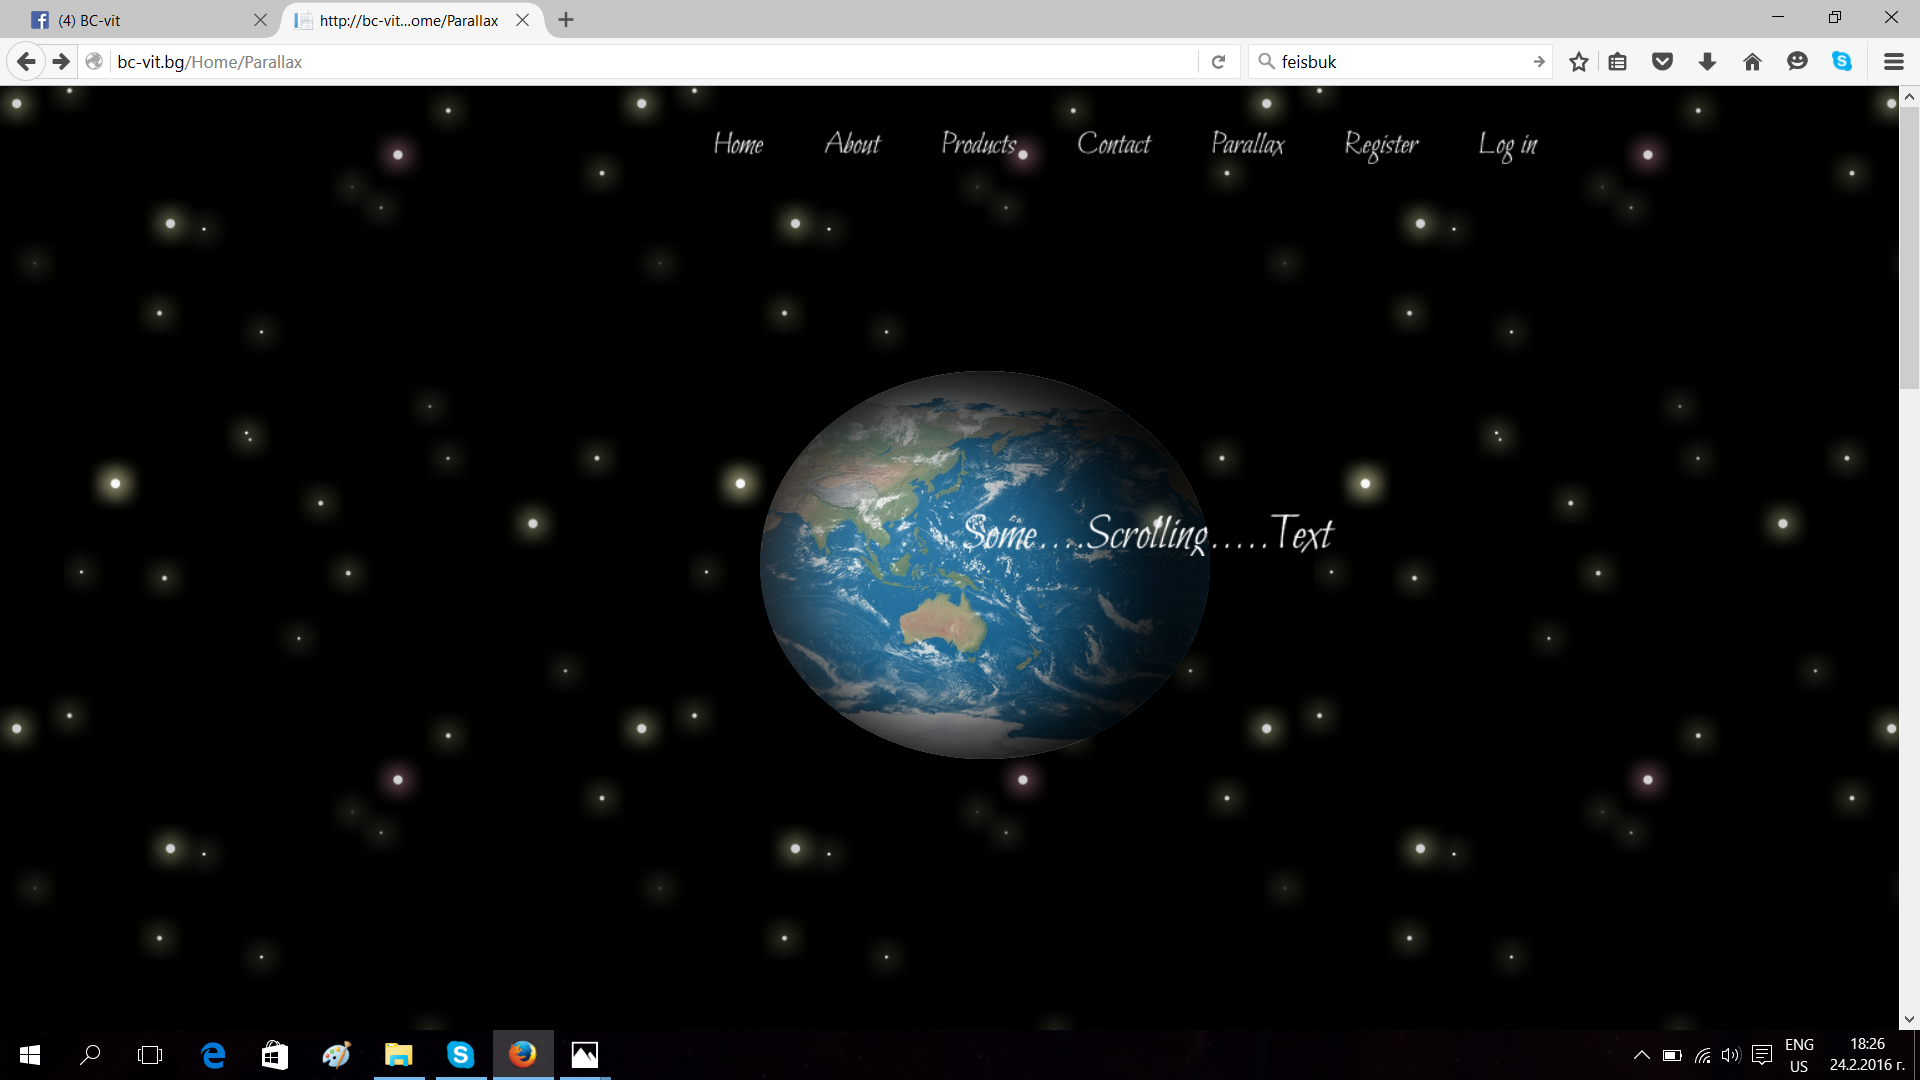 (4) BC-vit
http://bc-vit...ome/Parallax
bc-vit.bg/Home/Parallax
feisbuk
Home About Products Contact Parallax Register Log in
Some....Scrolling.....Text
ENG
US
18:26
24.2.2016 г.